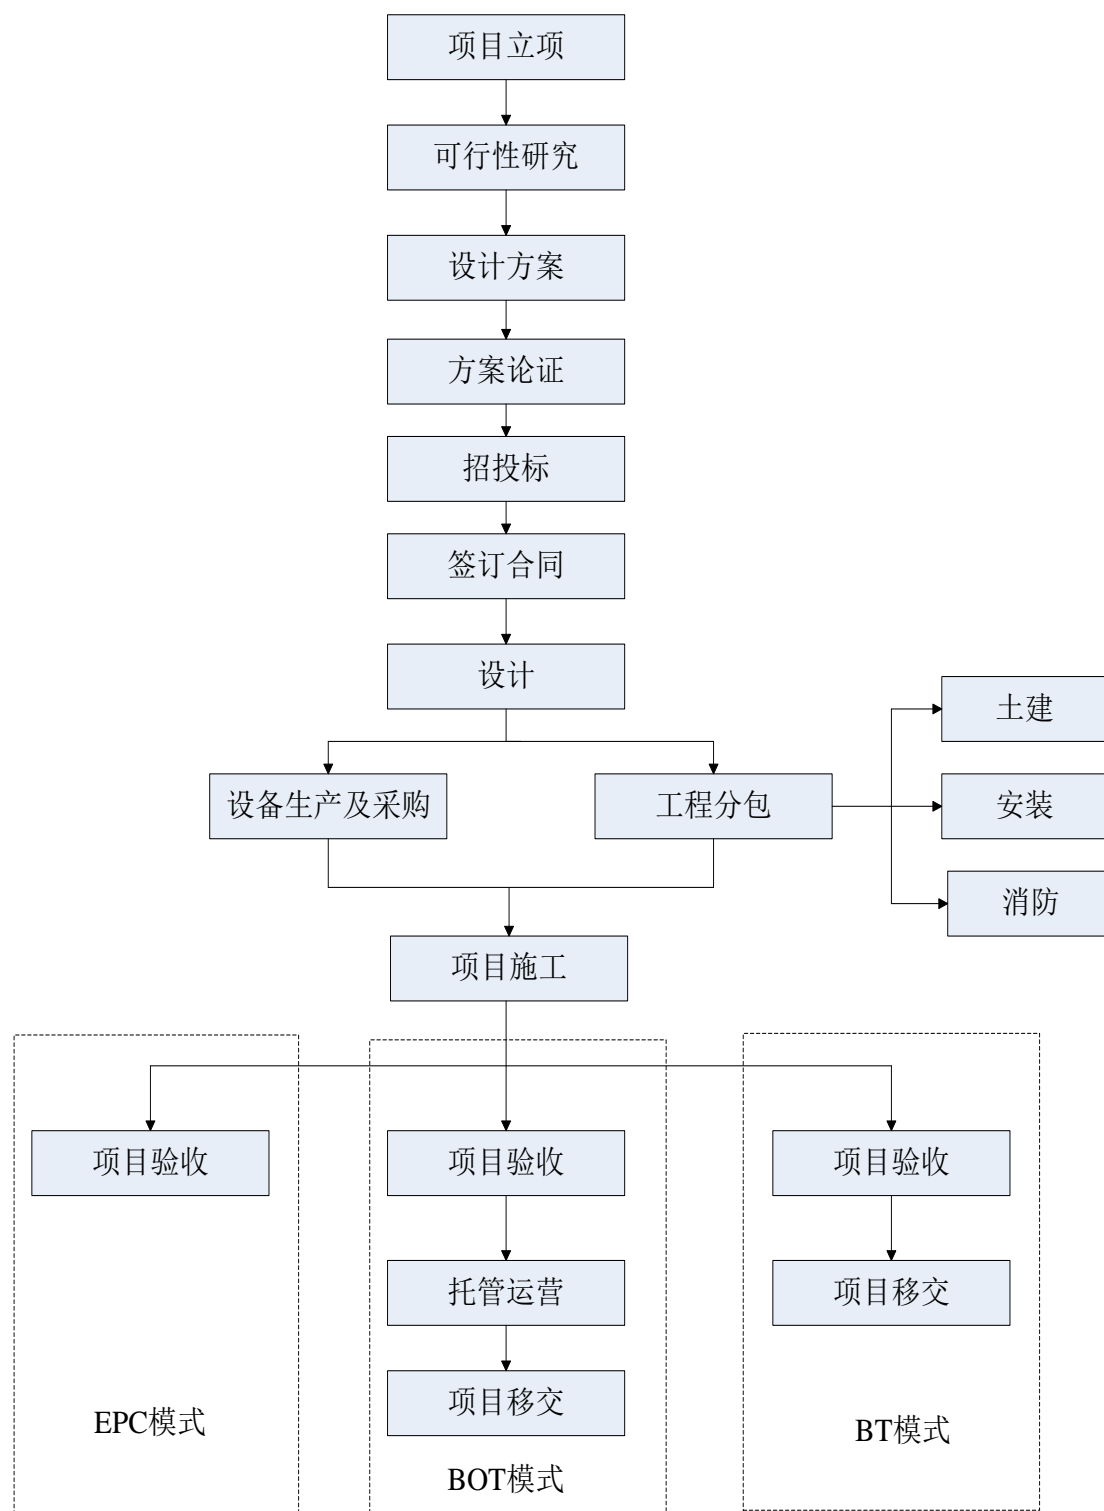 项目立项
可行性研究
设计方案
方案论证
招投标
签订合同
设计
土建
设备生产及采购
工程分包
安装
消防
项目施工
项目验收
项目验收
项目验收
托管运营
项目移交
项目移交
EPC模式
BT模式
BOT模式